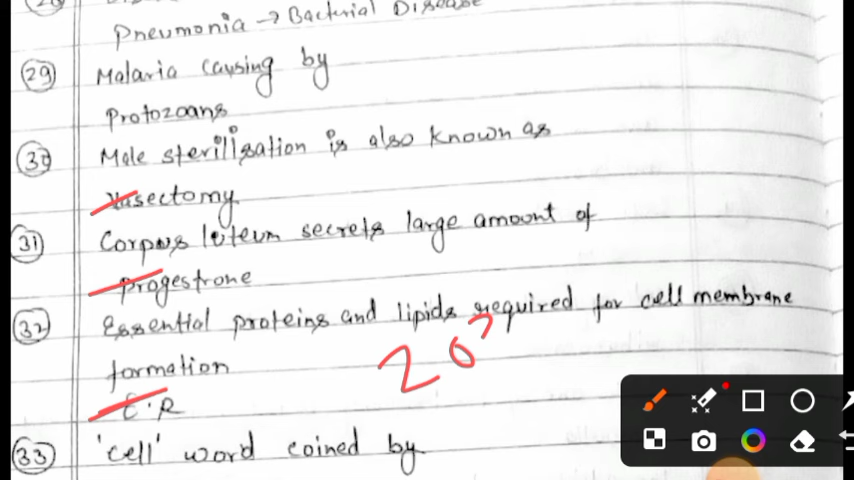 Pneumonia → Bacterial Disease
29 Malaria causing by
Protozoans
30 Male sterilisation is also known as
Vasectomy
31 Corpus luteum secrets large amount of
progestrone
32 Essential proteins and lipids required for cell membrane
formation
E.R
33 'cell' word coined by